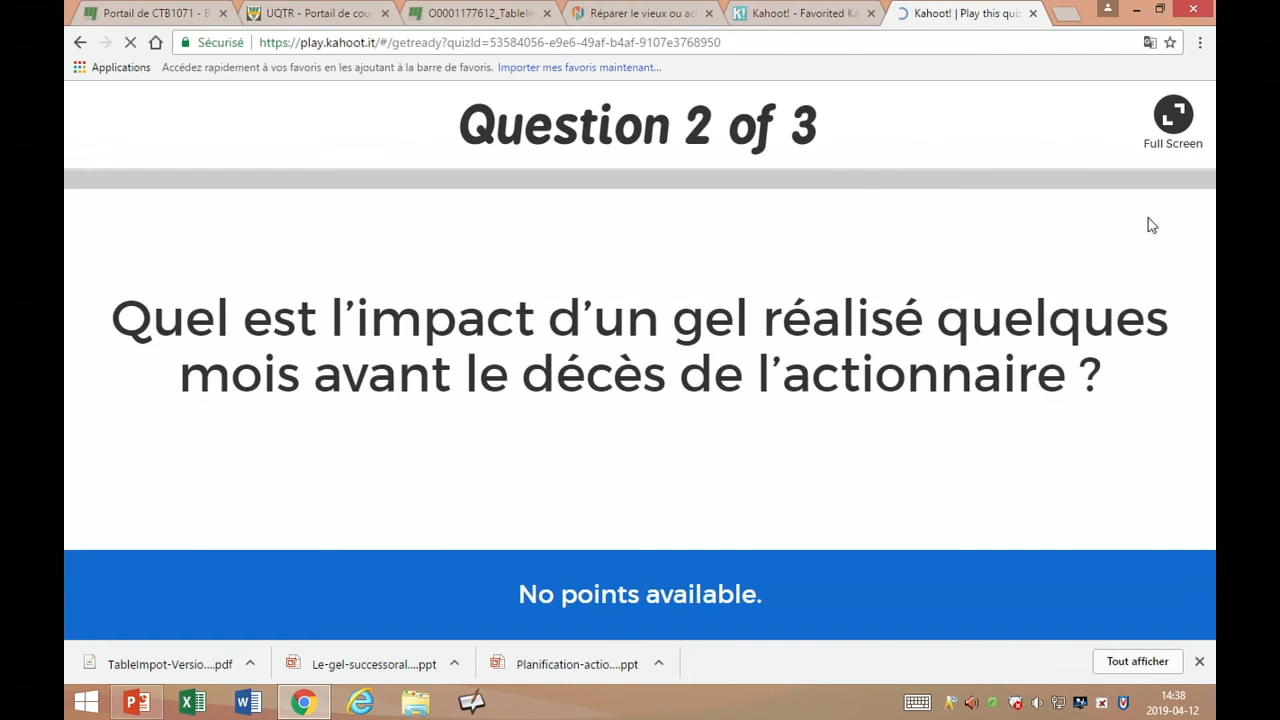 Portail de CTB1071 - B
UQTR - Portail de cou
O0001177612_TableIm
Réparer le vieux ou ac
Kahoot! - Favorited Ka
Kahoot! | Play this quiz
Sécurisé
https://play.kahoot.it/#/getready?quizId=53584056-e9e6-49af-b4af-9107e3768950
Applications
Accédez rapidement à vos favoris en les ajoutant à la barre de favoris. Importer mes favoris maintenant...
Question 2 of 3
Full Screen
Quel est l’impact d’un gel réalisé quelques
mois avant le décès de l’actionnaire ?
No points available.
TableImpot-Versio....pdf
Le-gel-successoral....ppt
Planification-actio....ppt
Tout afficher
14:38
2019-04-12